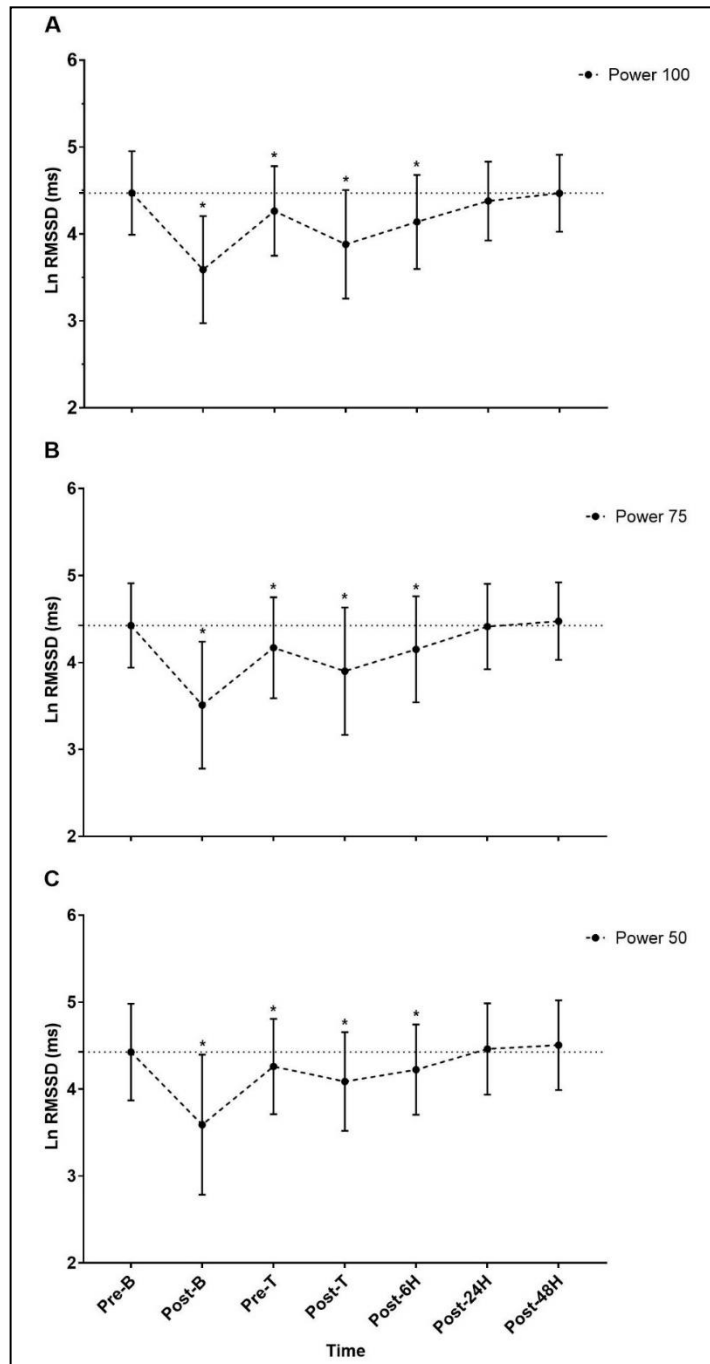 A
6
Power 100
5
4
3
2
Ln RMSSD (ms)
*
*
*
*
B
6
Power 75
5
4
3
2
Ln RMSSD (ms)
*
*
*
*
C
6
Power 50
5
4
3
2
Ln RMSSD (ms)
*
*
*
*
Pre-B
Post-B
Pre-T
Post-T
Post-6H
Post-24H
Post-48H
Time